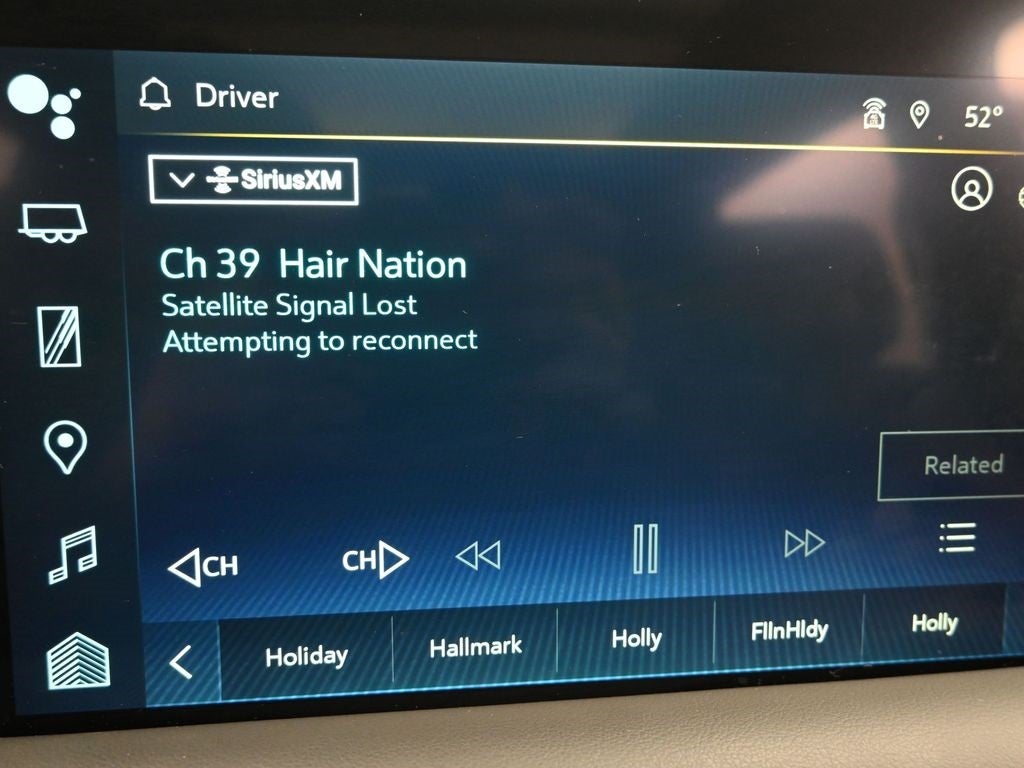 Driver
52°
SiriusXM
Ch 39 Hair Nation
Satellite Signal Lost
Attempting to reconnect
Related
CH
CH
Holiday
Hallmark
Holly
FlInHldy
Holly